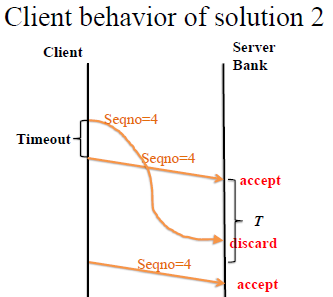 Client behavior of solution 2
Client
Server
Bank
Seqno=4
Timeout
Seqno=4
accept
T
discard
Seqno=4
accept